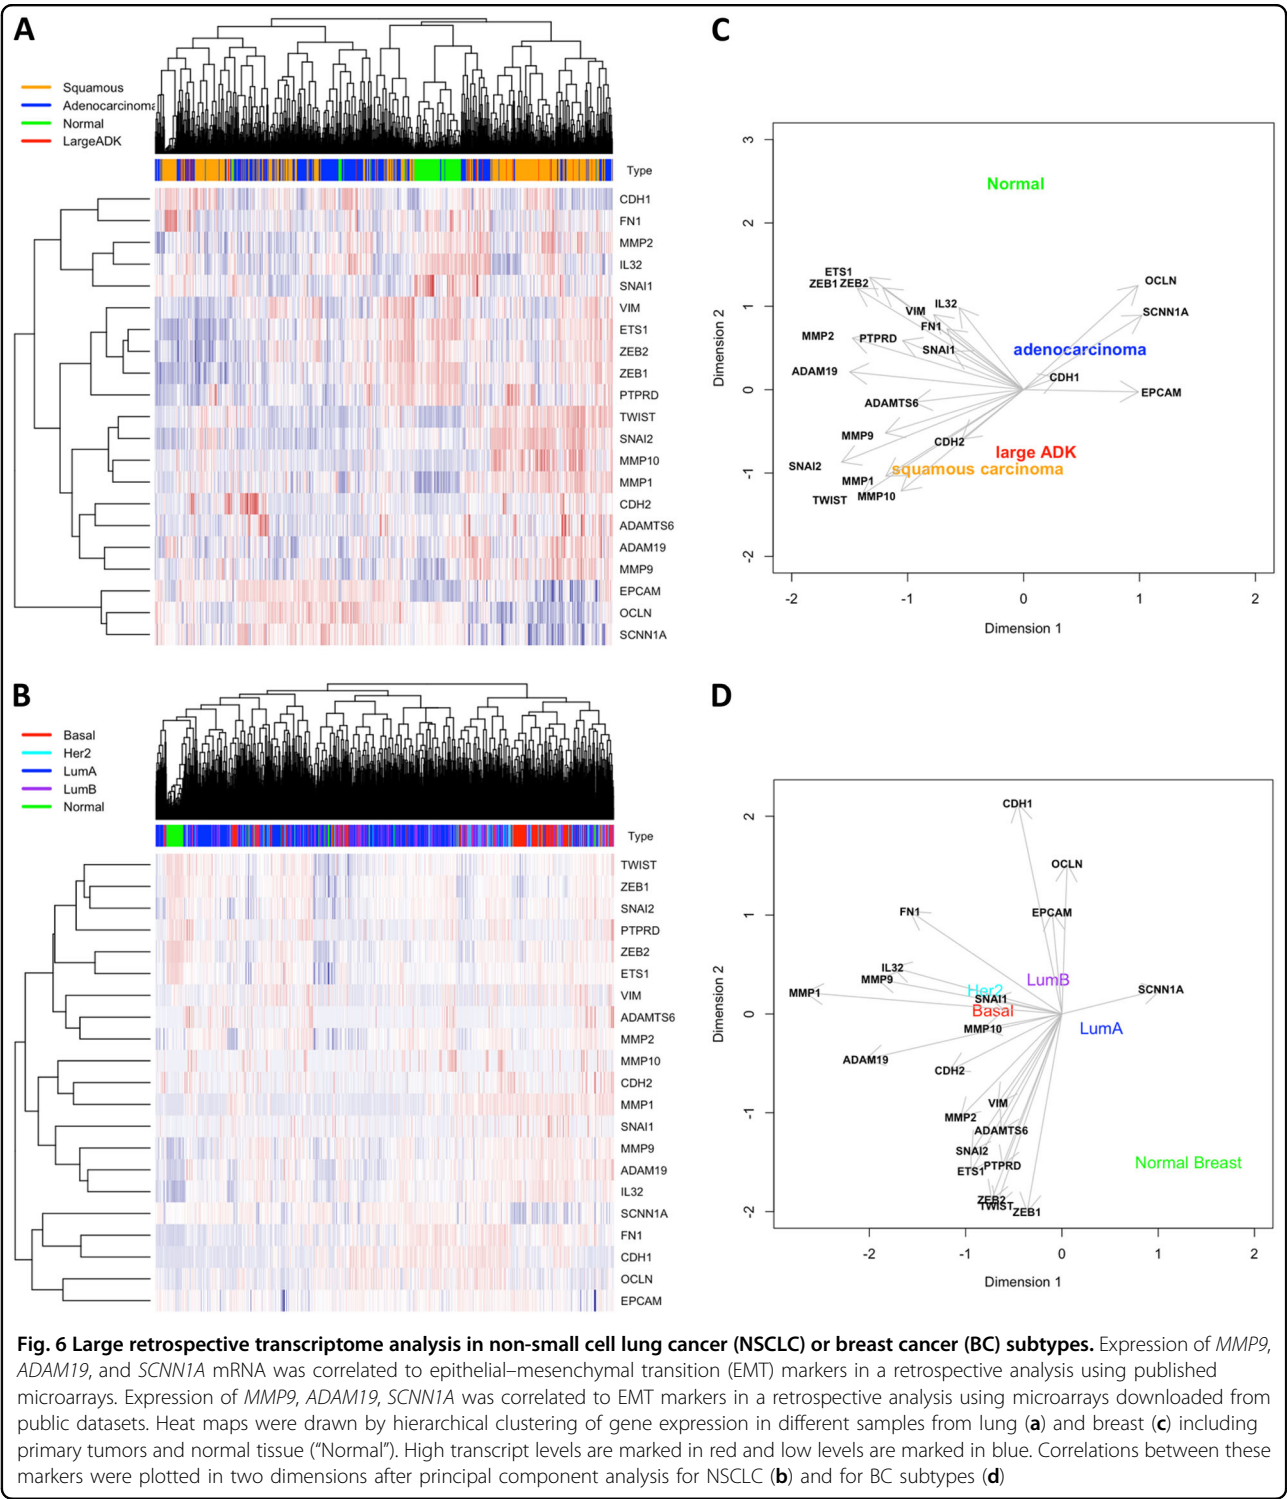 A
Squamous
Adenocarcinoma
Normal
LargeADK
Type
CDH1
FN1
MMP2
IL32
SNAI1
VIM
ETS1
ZEB2
ZEB1
PTPRD
TWIST
SNAI2
MMP10
MMP1
CDH2
ADAMTS6
ADAM19
MMP9
EPCAM
OCLN
SCNN1A
C
Dimension 2
3
2
1
0
-1
-2
Normal
ETS1
ZEB1 ZEB2
OCLN
IL32
VIM
SCNN1A
FN1
MMP2
PTPRD
SNAI1
adenocarcinoma
ADAM19
CDH1
EPCAM
ADAMTS6
MMP9
CDH2
large ADK
SNAI2
squamous carcinoma
MMP1
TWIST
MMP10
-2 -1 0 1 2
Dimension 1
B
Basal
Her2
LumA
LumB
Normal
Type
TWIST
ZEB1
SNAI2
PTPRD
ZEB2
ETS1
VIM
ADAMTS6
MMP2
MMP10
CDH2
MMP1
SNAI1
MMP9
ADAM19
IL32
SCNN1A
FN1
CDH1
OCLN
EPCAM
D
Dimension 2
2
1
0
-1
-2
CDH1
OCLN
FN1
EPCAM
IL32
MMP9
LumB
MMP1
Her2
SCNN1A
SNAI1
Basal
MMP10
LumA
ADAM19
CDH2
VIM
MMP2
ADAMTS6
SNAI2
ETS1
PTPRD
Normal Breast
ZEB2
TWIST
ZEB1
-2 -1 0 1 2
Dimension 1
Fig. 6 Large retrospective transcriptome analysis in non-small cell lung cancer (NSCLC) or breast cancer (BC) subtypes. Expression of MMP9,
ADAM19, and SCNN1A mRNA was correlated to epithelial–mesenchymal transition (EMT) markers in a retrospective analysis using published
microarrays. Expression of MMP9, ADAM19, SCNN1A was correlated to EMT markers in a retrospective analysis using microarrays downloaded from
public datasets. Heat maps were drawn by hierarchical clustering of gene expression in different samples from lung (a) and breast (c) including
primary tumors and normal tissue (“Normal”). High transcript levels are marked in red and low levels are marked in blue. Correlations between these
markers were plotted in two dimensions after principal component analysis for NSCLC (b) and for BC subtypes (d)